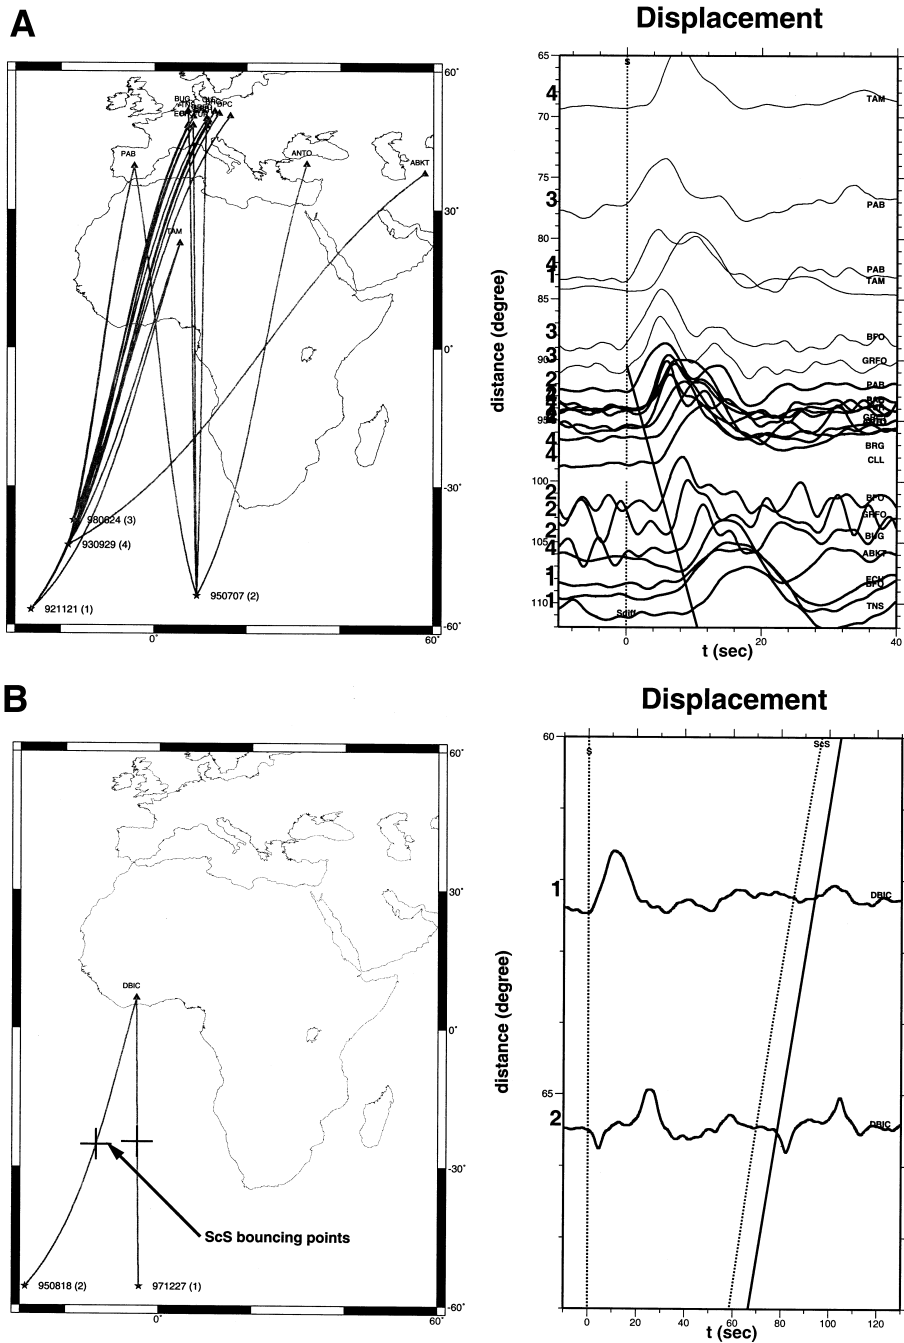 A
Displacement
60°
30°
0°
-30°
-60°
0°
60°
BUG
PAB
ANTO
ABKT
TAM
980624 (3)
930929 (4)
921121 (1)
950707 (2)
distance (degree)
65
70
75
80
85
90
95
100
105
110
S
4
3
4
1
3
3
2
4
4
2
2
2
4
1
1
TAM
PAB
PAB
TAM
BFO
GRFO
PAB
BRG
CLL
BFO
GRFO
BUG
ABKT
TNS
Sdiff
0
20
40
t (sec)
B
Displacement
60°
30°
0°
-30°
-60°
0°
60°
DBIC
ScS bouncing points
950818 (2)
971227 (1)
distance (degree)
60
65
S
ScS
1
DBIC
2
DBIC
0
20
40
60
80
100
120
t (sec)